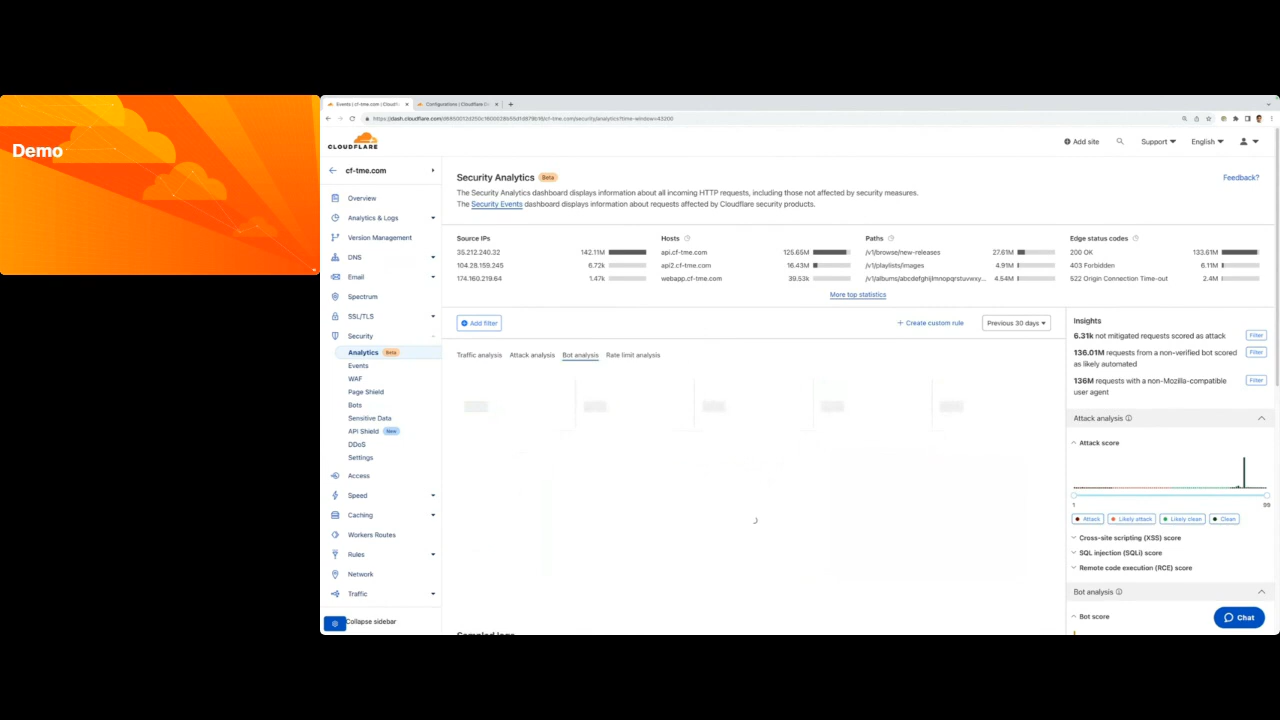 Demo
Events | cf-tme.com | Cloudf
Configurations | Cloudflare D
CLOUDFLARE
Add site
Support
English
cf-tme.com
Overview
Analytics & Logs
Version Management
DNS
Email
Spectrum
SSL/TLS
Security
Analytics Beta
Events
WAF
Page Shield
Bots
Sensitive Data
API Shield New
DDoS
Settings
Access
Speed
Caching
Workers Routes
Rules
Network
Traffic
Collapse sidebar
Security Analytics Beta
Feedback?
The Security Analytics dashboard displays information about all incoming HTTP requests, including those not affected by security measures.
The Security Events dashboard displays information about requests affected by Cloudflare security products.
Source IPs
35.212.240.32 142.11M
104.28.159.245 6.72k
174.160.219.64 1.47k
Hosts
api.cf-tme.com 125.65M
api2.cf-tme.com 16.43M
webapp.cf-tme.com 39.53k
Paths
/v1/browse/new-releases 27.61M
/v1/playlists/images 4.91M
/v1/albums/abcdefghijlmnopqrstuvwxy... 4.54M
Edge status codes
200 OK 133.61M
403 Forbidden 6.11M
522 Origin Connection Time-out 2.4M
More top statistics
Add filter
Create custom rule
Previous 30 days
Traffic analysis Attack analysis Bot analysis Rate limit analysis
Insights
6.31k not mitigated requests scored as attack Filter
136.01M requests from a non-verified bot scored Filter
as likely automated
136M requests with a non-Mozilla-compatible Filter
user agent
Attack analysis
Attack score
1 99
Attack Likely attack Likely clean Clean
Cross-site scripting (XSS) score
SQL injection (SQLi) score
Remote code execution (RCE) score
Bot analysis
Bot score
Chat